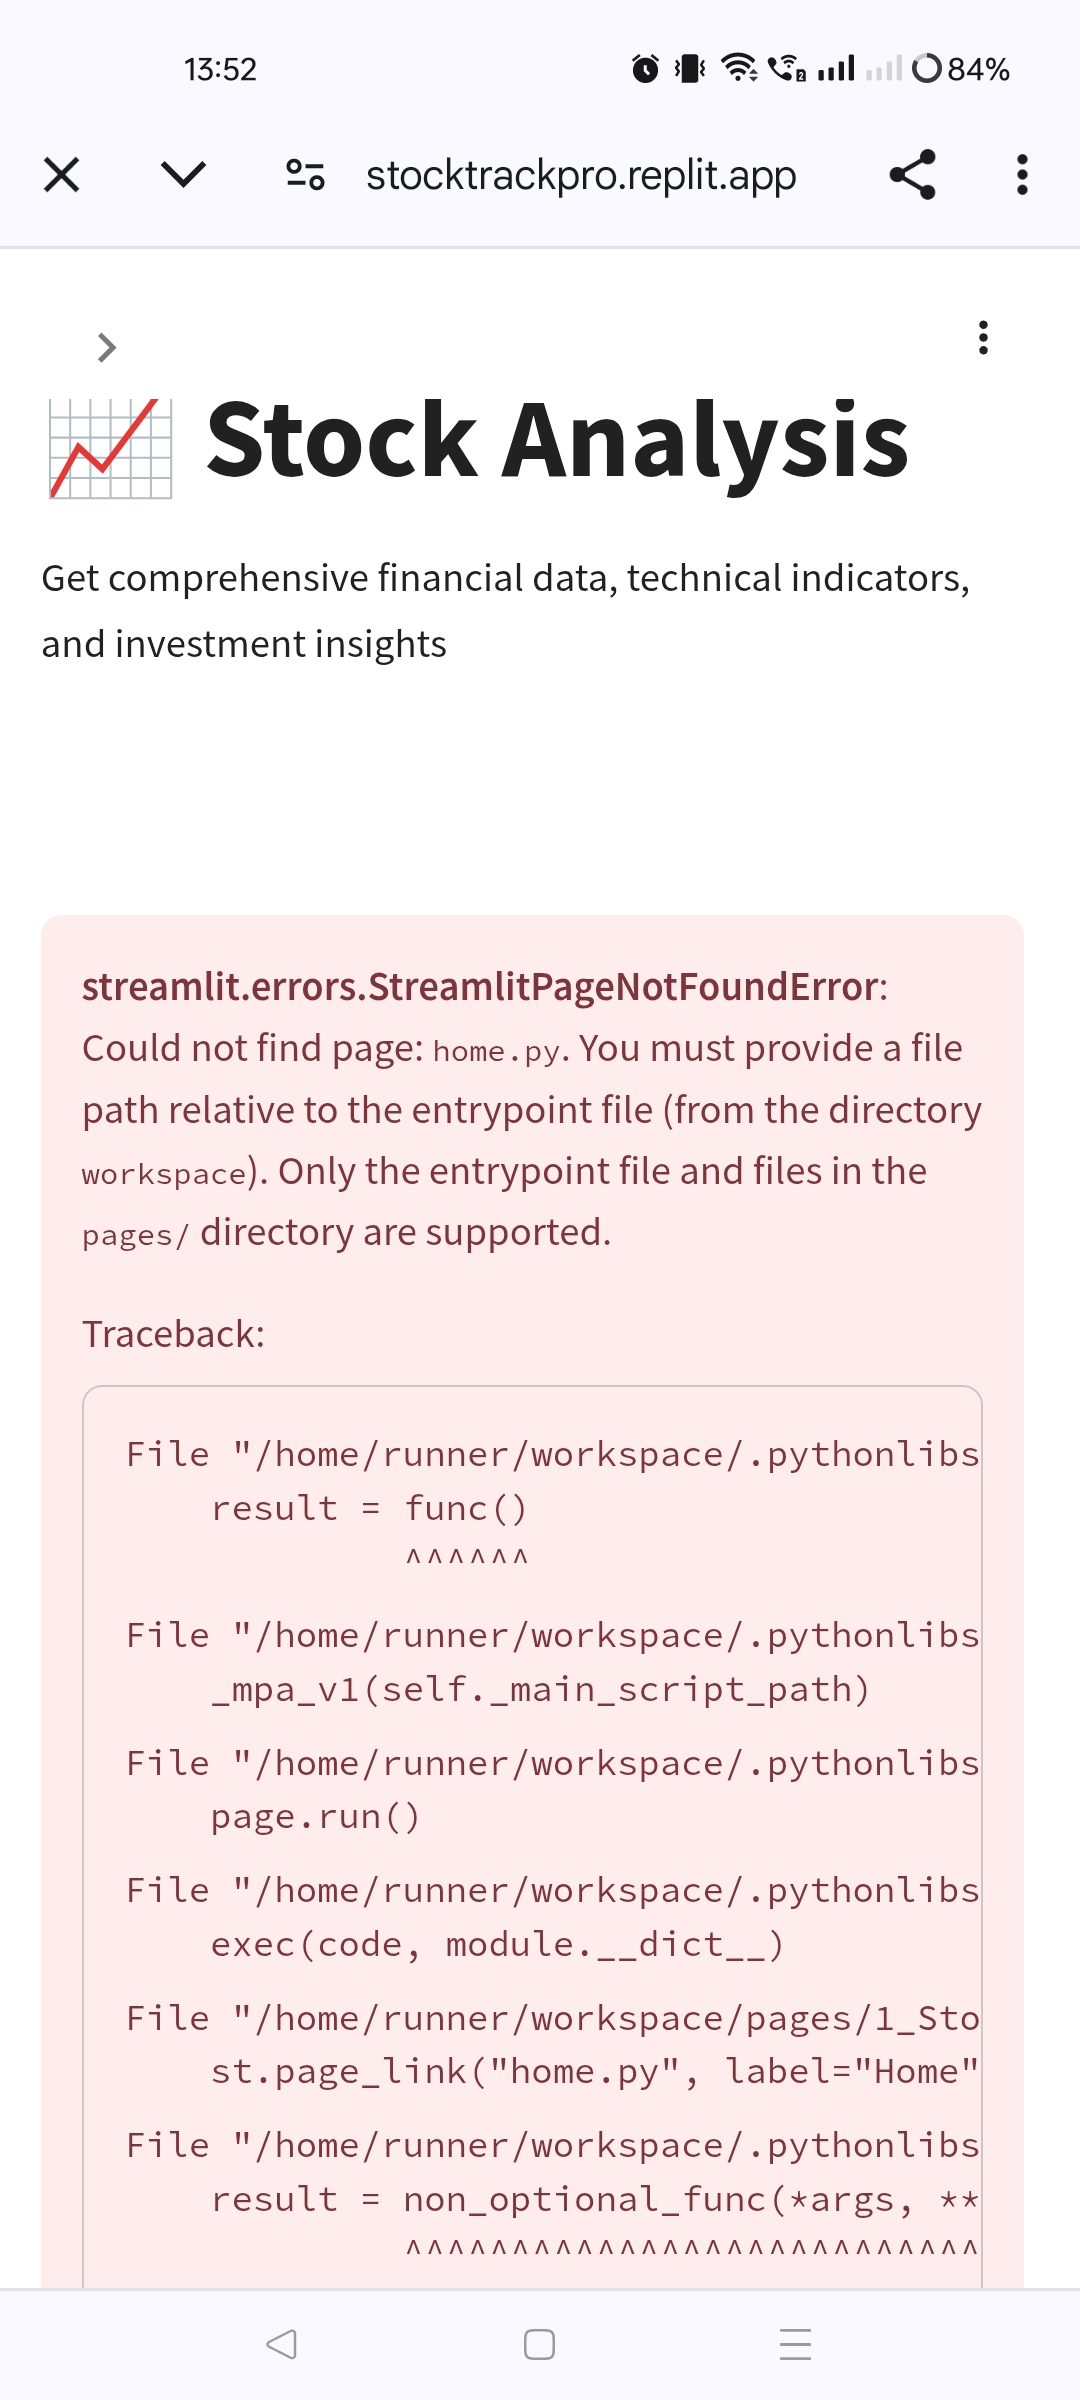 13:52
84%
stocktrackpro.replit.app
Stock Analysis
Get comprehensive financial data, technical indicators,
and investment insights
streamlit.errors.StreamlitPageNotFoundError:
Could not find page: home.py. You must provide a file
path relative to the entrypoint file (from the directory
workspace). Only the entrypoint file and files in the
pages/ directory are supported.
Traceback:
File "/home/runner/workspace/.pythonlibs
result = func()
^^^^^^
File "/home/runner/workspace/.pythonlibs
_mpa_v1(self._main_script_path)
File "/home/runner/workspace/.pythonlibs
page.run()
File "/home/runner/workspace/.pythonlibs
exec(code, module.__dict__)
File "/home/runner/workspace/pages/1_Sto
st.page_link("home.py", label="Home"
File "/home/runner/workspace/.pythonlibs
result = non_optional_func(*args, **
^^^^^^^^^^^^^^^^^^^^^^^^^^^